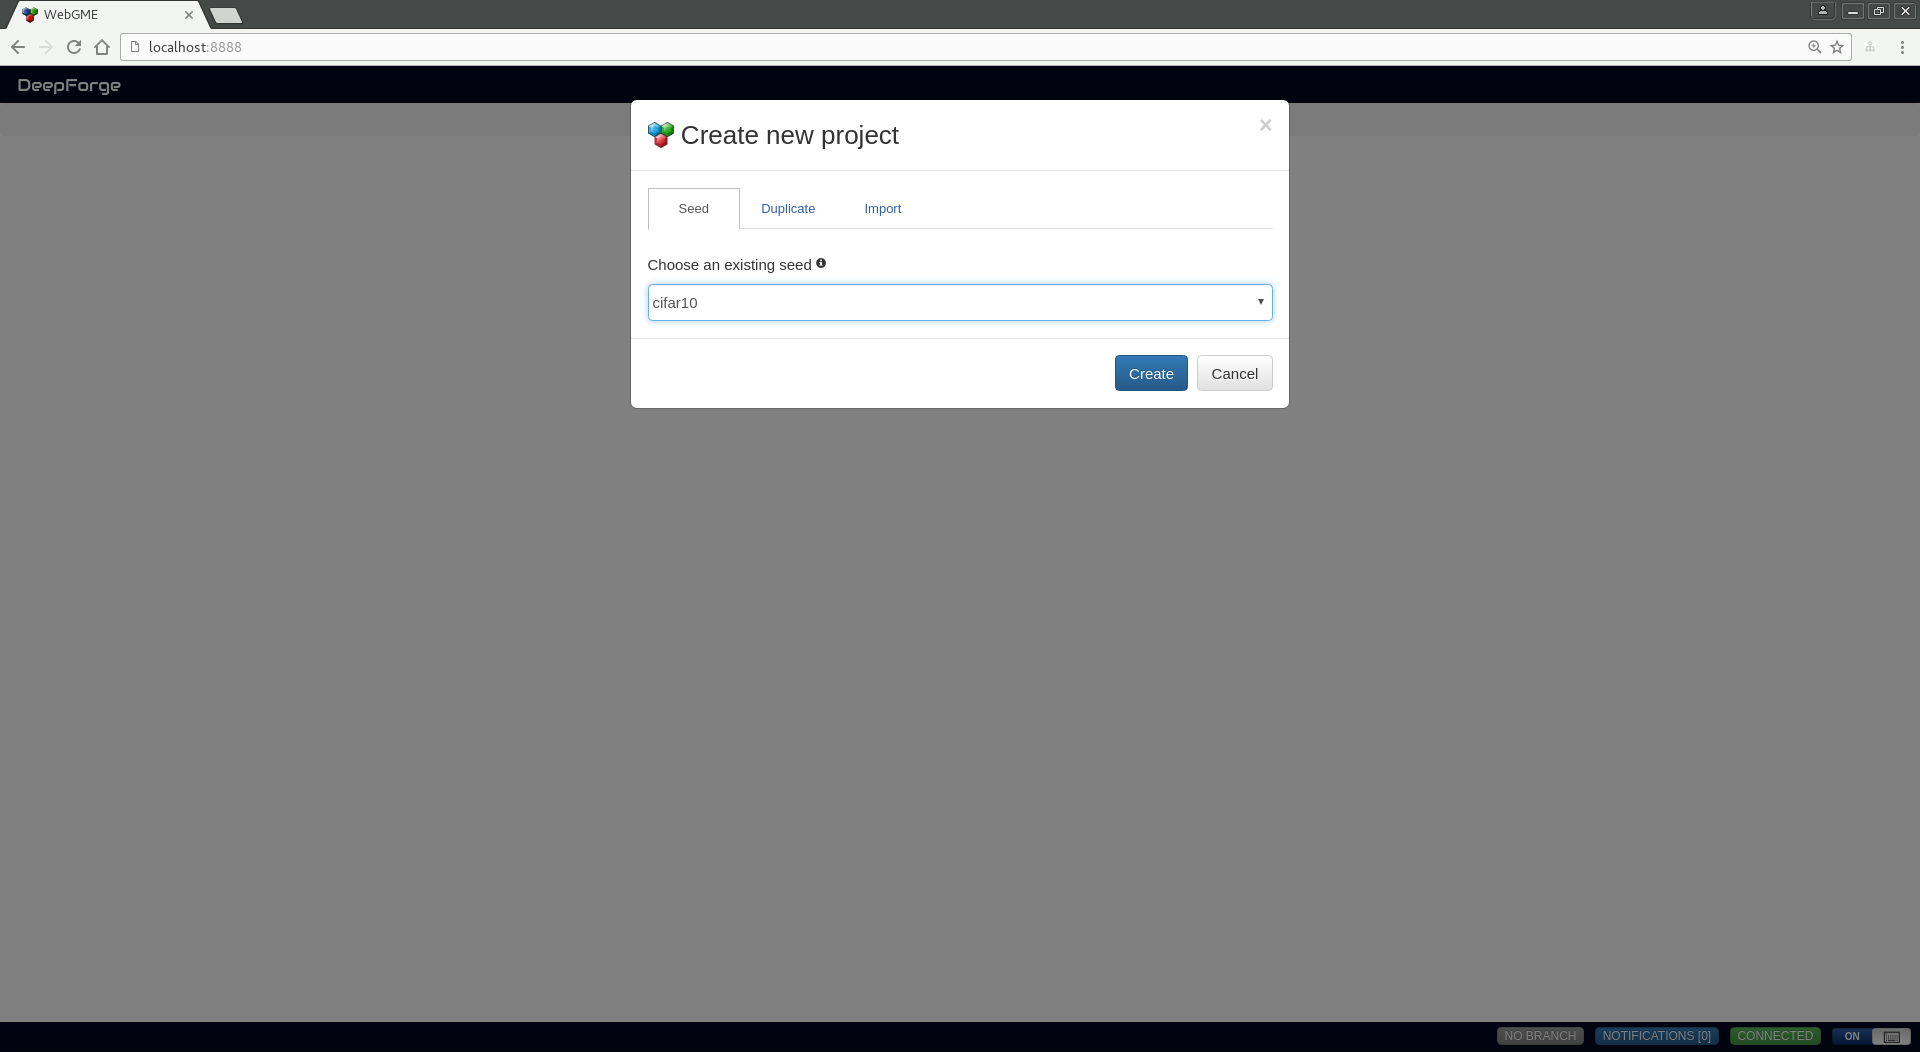 WebGME
localhost:8888
DeepForge
Create new project
×
Seed Duplicate Import
Choose an existing seed
cifar10
Create Cancel
NO BRANCH NOTIFICATIONS [0] CONNECTED ON